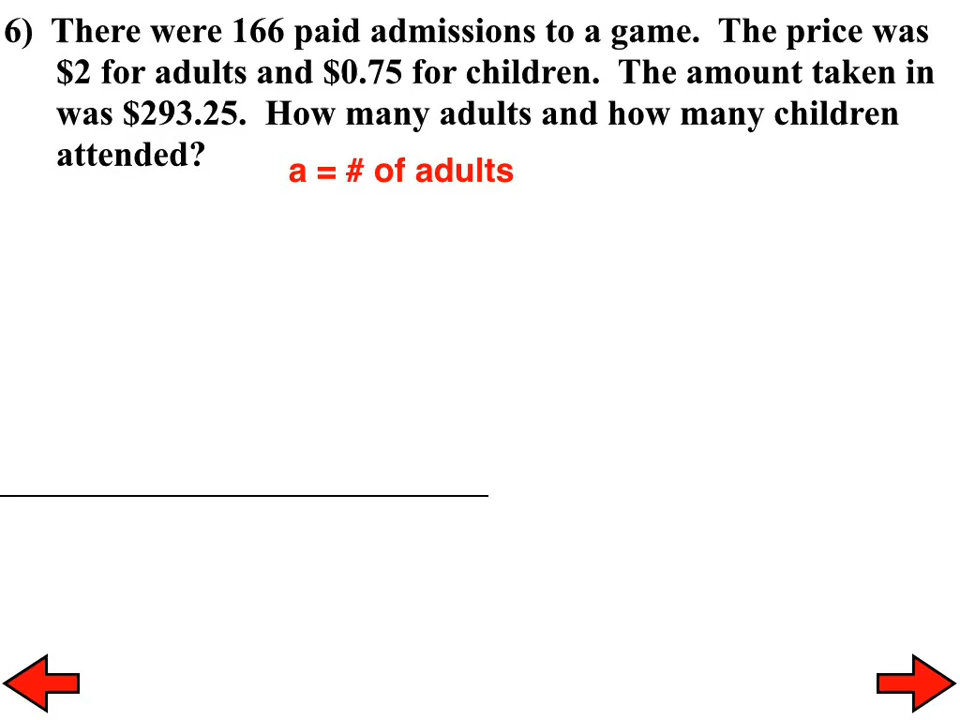 6) There were 166 paid admissions to a game. The price was
$2 for adults and $0.75 for children. The amount taken in
was $293.25. How many adults and how many children
attended?
a = # of adults